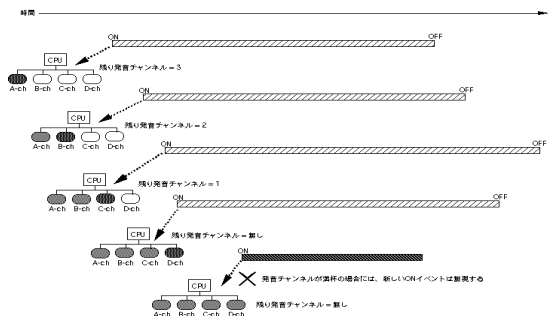 時間
ON OFF
CPU
残り発音チャンネル = 3
A-ch B-ch C-ch D-ch
ON OFF
CPU
残り発音チャンネル = 2
A-ch B-ch C-ch D-ch
ON OFF
CPU
残り発音チャンネル = 1
A-ch B-ch C-ch D-ch
ON OFF
CPU
残り発音チャンネル = 無し
A-ch B-ch C-ch D-ch
ON
発音チャンネルが満杯の場合には、新しいONイベントは無視する
CPU
残り発音チャンネル = 無し
A-ch B-ch C-ch D-ch